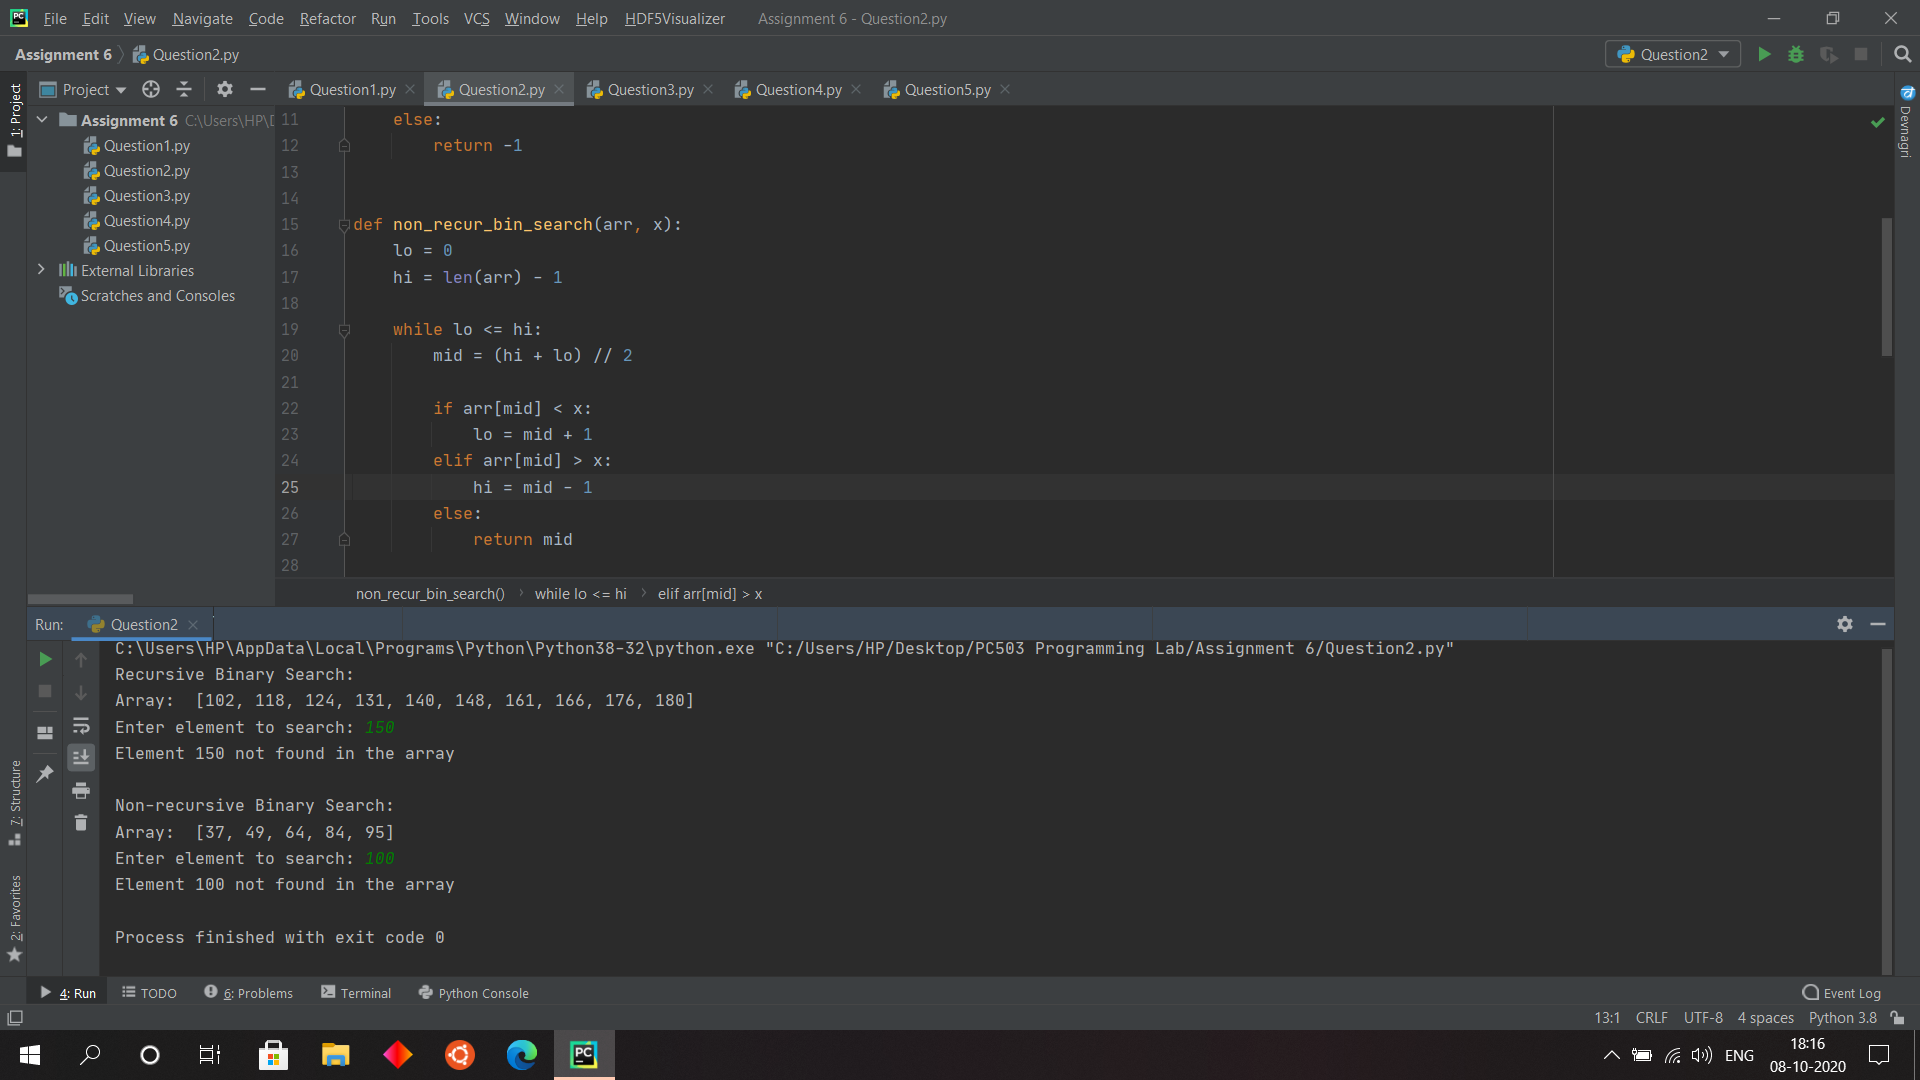 File Edit View Navigate Code Refactor Run Tools VCS Window Help HDF5Visualizer Assignment 6 - Question2.py
Assignment 6 Question2.py Question2
Project Question1.py Question2.py Question3.py Question4.py Question5.py
1: Project
Assignment 6 C:\Users\HP\D
Question1.py
Question2.py
Question3.py
Question4.py
Question5.py
External Libraries
Scratches and Consoles
11 else:
12 return -1
13
14
15 def non_recur_bin_search(arr, x):
16 lo = 0
17 hi = len(arr) - 1
18
19 while lo <= hi:
20 mid = (hi + lo) // 2
21
22 if arr[mid] < x:
23 lo = mid + 1
24 elif arr[mid] > x:
25 hi = mid - 1
26 else:
27 return mid
28
Devnagri
non_recur_bin_search() › while lo <= hi › elif arr[mid] > x
Run: Question2
C:\Users\HP\AppData\Local\Programs\Python\Python38-32\python.exe "C:/Users/HP/Desktop/PC503 Programming Lab/Assignment 6/Question2.py"
Recursive Binary Search:
Array:  [102, 118, 124, 131, 140, 148, 161, 166, 176, 180]
Enter element to search: 150
Element 150 not found in the array
Non-recursive Binary Search:
Array:  [37, 49, 64, 84, 95]
Enter element to search: 100
Element 100 not found in the array
Process finished with exit code 0
7: Structure
2: Favorites
4: Run TODO 6: Problems Terminal Python Console Event Log
13:1 CRLF UTF-8 4 spaces Python 3.8
PC ENG 18:16
08-10-2020